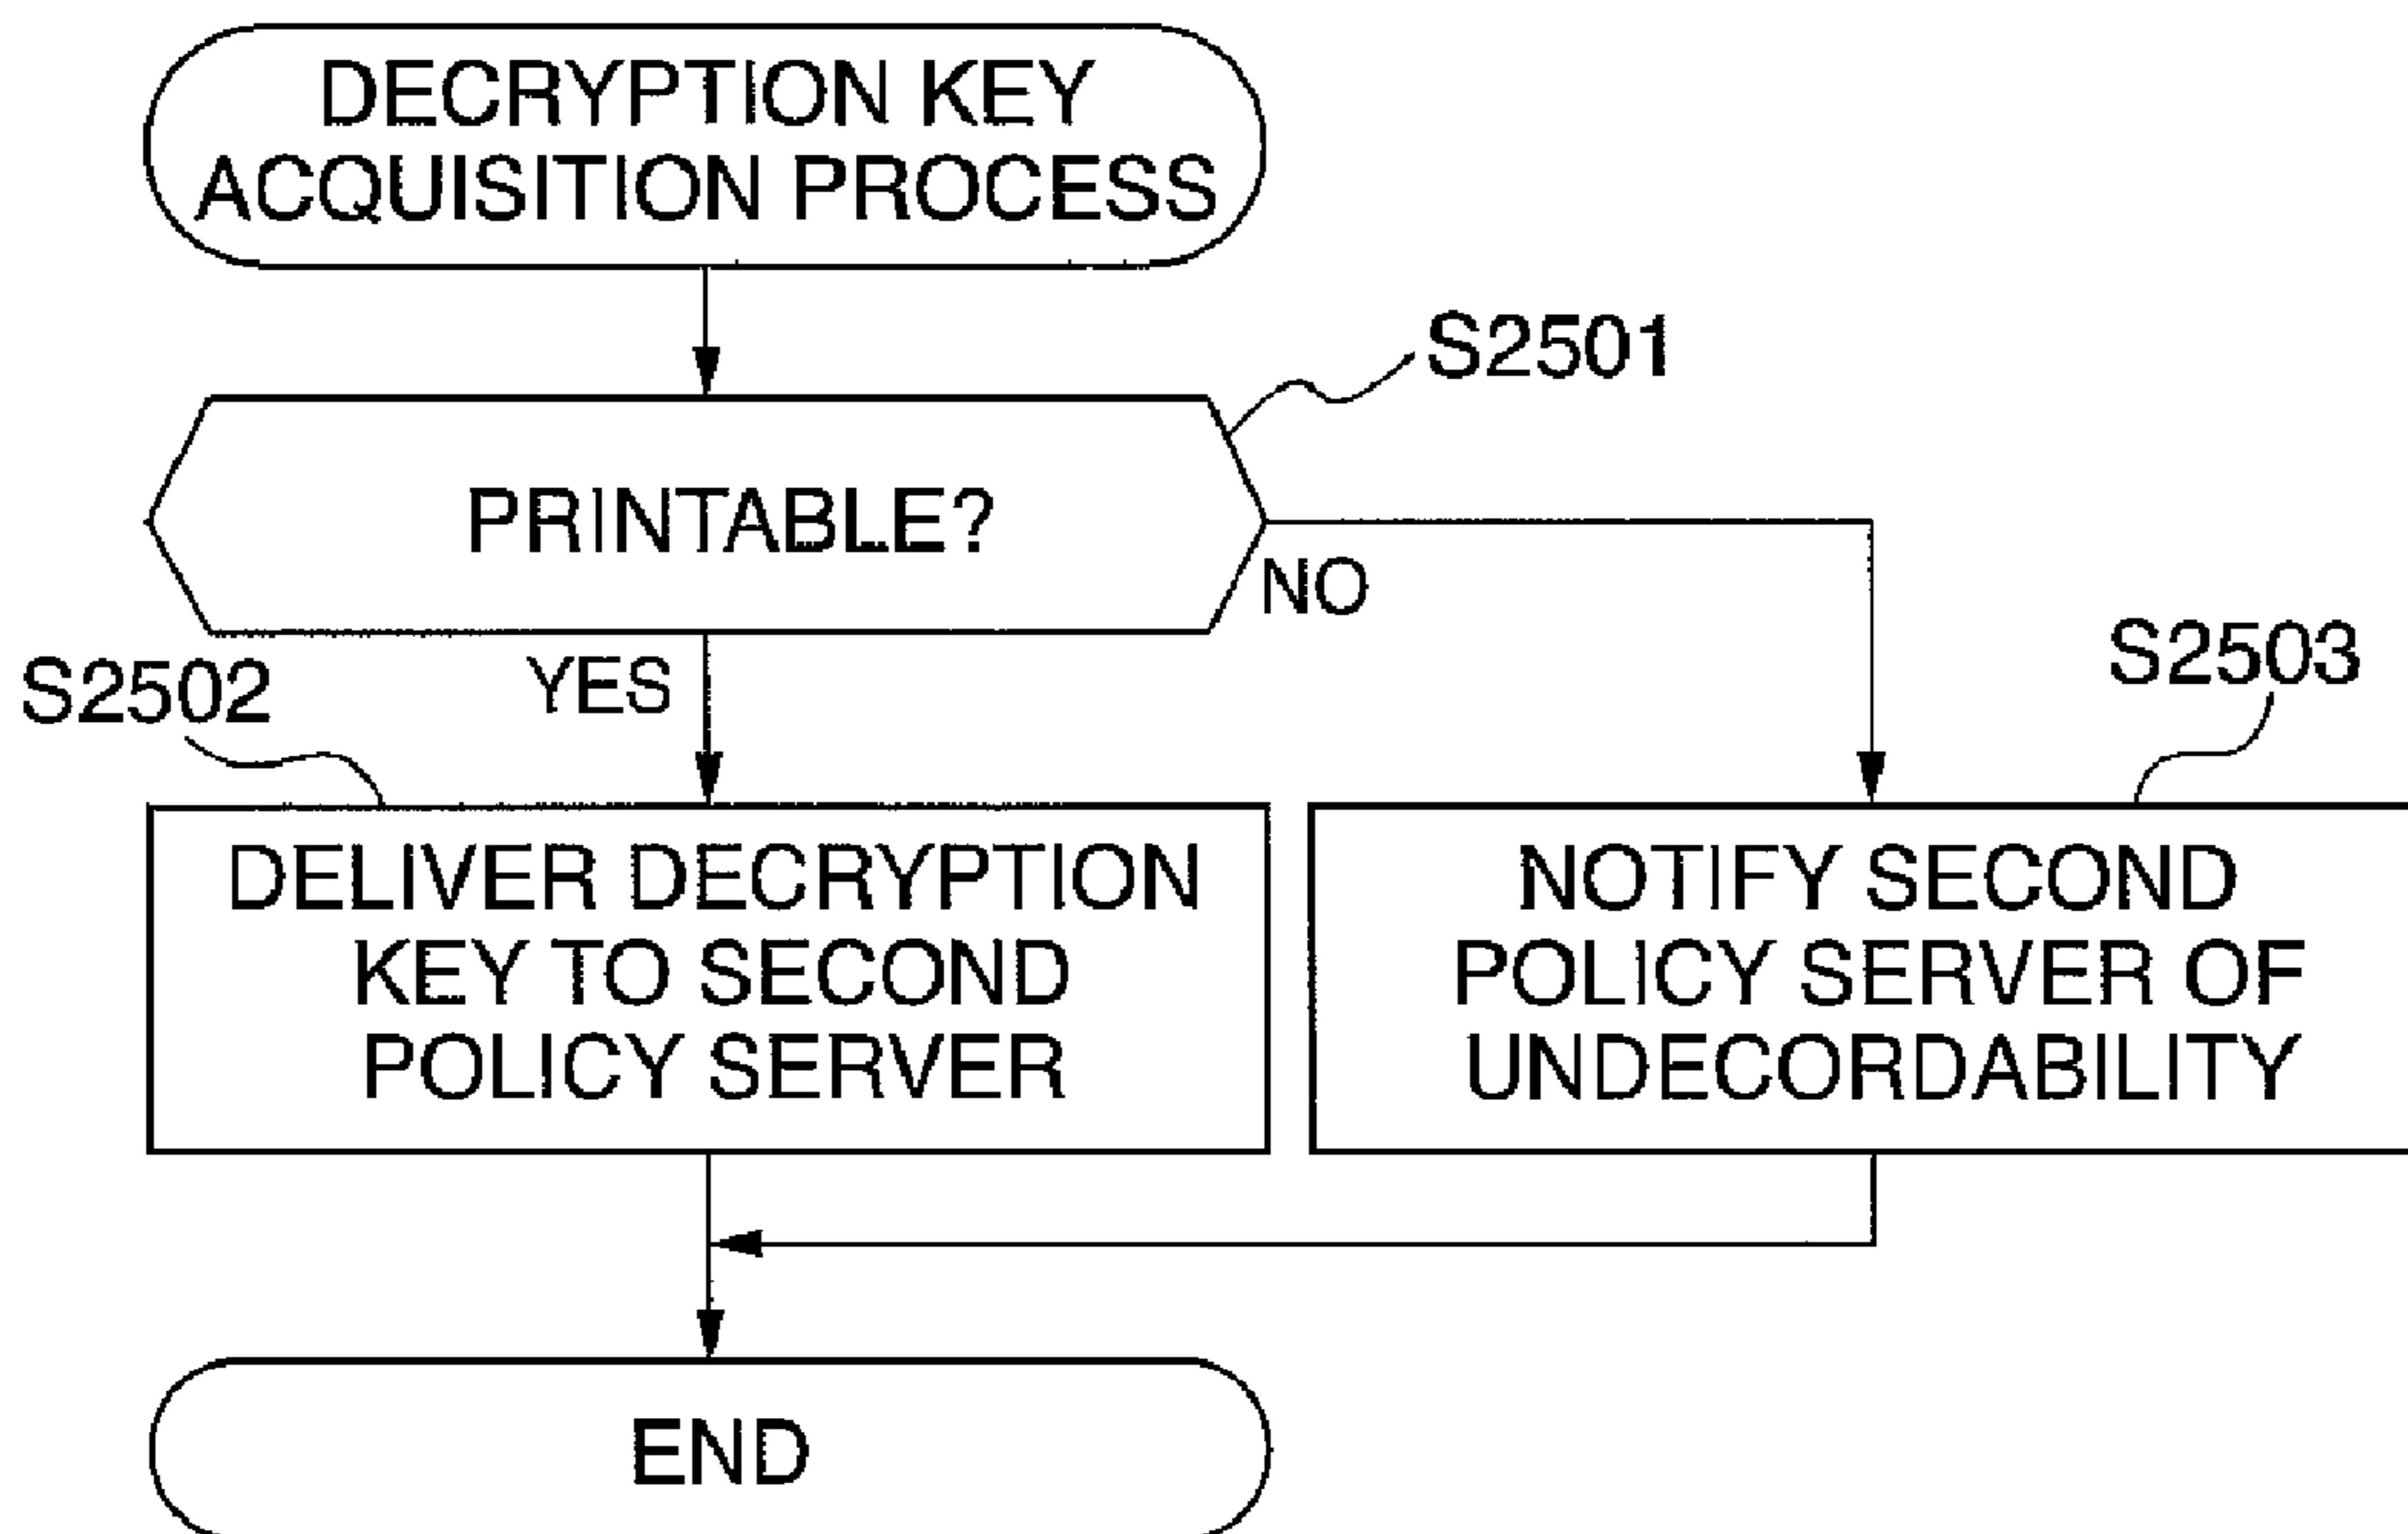 DECRYPTION KEY
ACQUISITION PROCESS
S2501
PRINTABLE?
NO
YES
S2502
S2503
DELIVER DECRYPTION
KEY TO SECOND
POLICY SERVER
NOTIFY SECOND
POLICY SERVER OF
UNDECORDABILITY
END